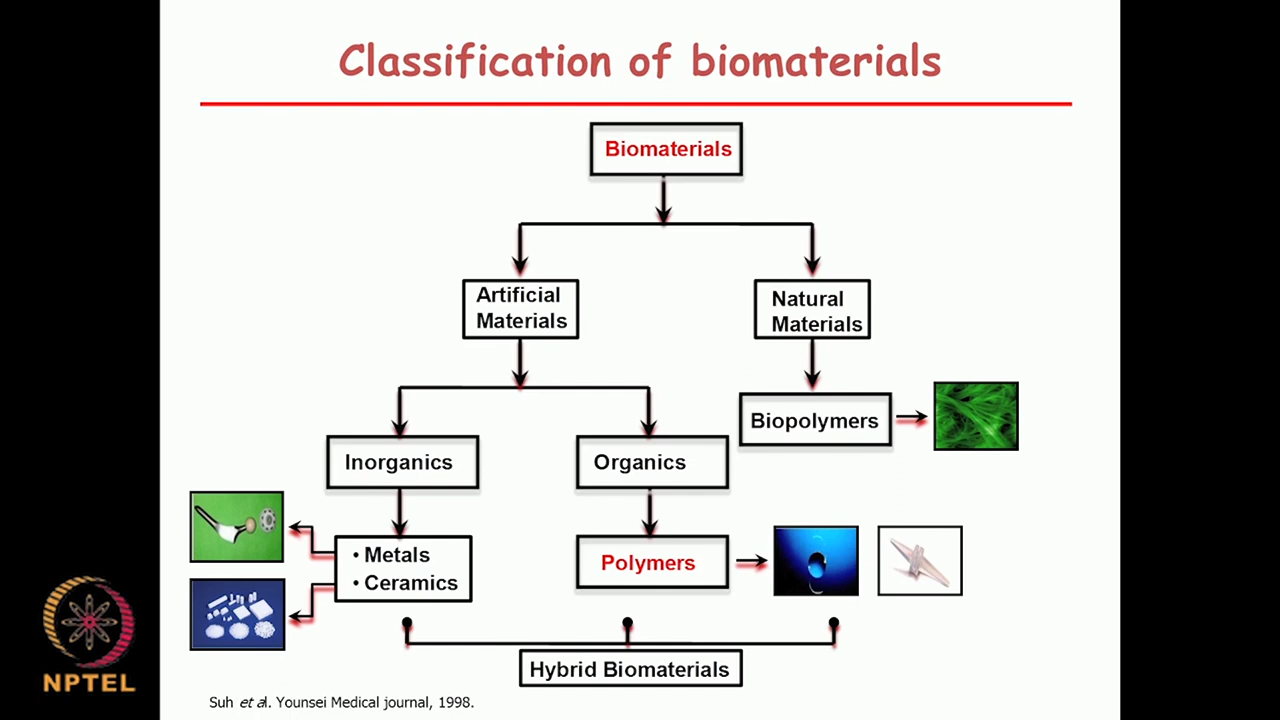 Classification of biomaterials
Biomaterials
Artificial
Materials
Natural
Materials
Biopolymers
Inorganics
Organics
• Metals
• Ceramics
Polymers
Hybrid Biomaterials
NPTEL
Suh et al. Younsei Medical journal, 1998.